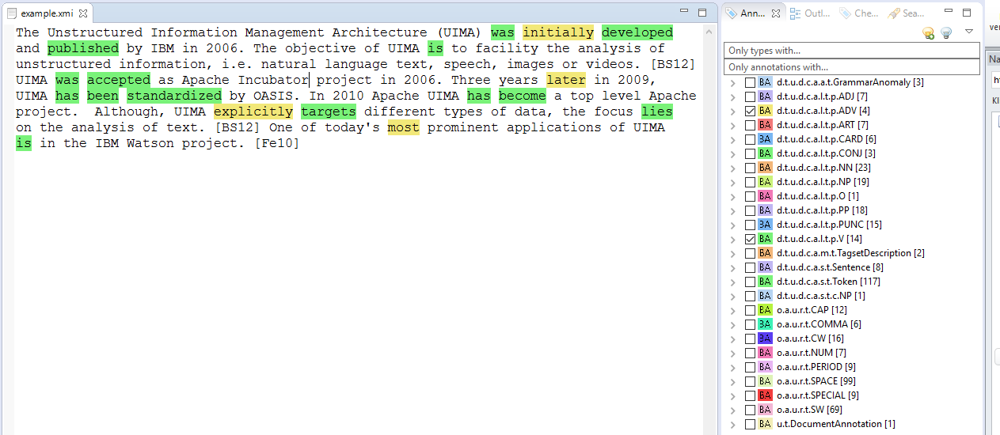 example.xmi
The Unstructured Information Management Architecture (UIMA) was initially developed
and published by IBM in 2006. The objective of UIMA is to facility the analysis of
unstructured information, i.e. natural language text, speech, images or videos. [BS12]
UIMA was accepted as Apache Incubator project in 2006. Three years later in 2009,
UIMA has been standardized by OASIS. In 2010 Apache UIMA has become a top level Apache
project.  Although, UIMA explicitly targets different types of data, the focus lies
on the analysis of text. [BS12] One of today's most prominent applications of UIMA
is in the IBM Watson project. [Fe10]
Ann... Outl... Che... Sea...
Only types with...
Only annotations with...
BA d.t.u.d.c.a.a.t.GrammarAnomaly [3]
BA d.t.u.d.c.a.l.t.p.ADJ [7]
BA d.t.u.d.c.a.l.t.p.ADV [4]
BA d.t.u.d.c.a.l.t.p.ART [7]
BA d.t.u.d.c.a.l.t.p.CARD [6]
BA d.t.u.d.c.a.l.t.p.CONJ [3]
BA d.t.u.d.c.a.l.t.p.NN [23]
BA d.t.u.d.c.a.l.t.p.NP [19]
BA d.t.u.d.c.a.l.t.p.O [1]
BA d.t.u.d.c.a.l.t.p.PP [18]
BA d.t.u.d.c.a.l.t.p.PUNC [15]
BA d.t.u.d.c.a.l.t.p.V [14]
BA d.t.u.d.c.a.m.t.TagsetDescription [2]
BA d.t.u.d.c.a.s.t.Sentence [8]
BA d.t.u.d.c.a.s.t.Token [117]
BA d.t.u.d.c.a.s.t.c.NP [1]
BA o.a.u.r.t.CAP [12]
BA o.a.u.r.t.COMMA [6]
BA o.a.u.r.t.CW [16]
BA o.a.u.r.t.NUM [7]
BA o.a.u.r.t.PERIOD [9]
BA o.a.u.r.t.SPACE [99]
BA o.a.u.r.t.SPECIAL [9]
BA o.a.u.r.t.SW [69]
BA u.t.DocumentAnnotation [1]